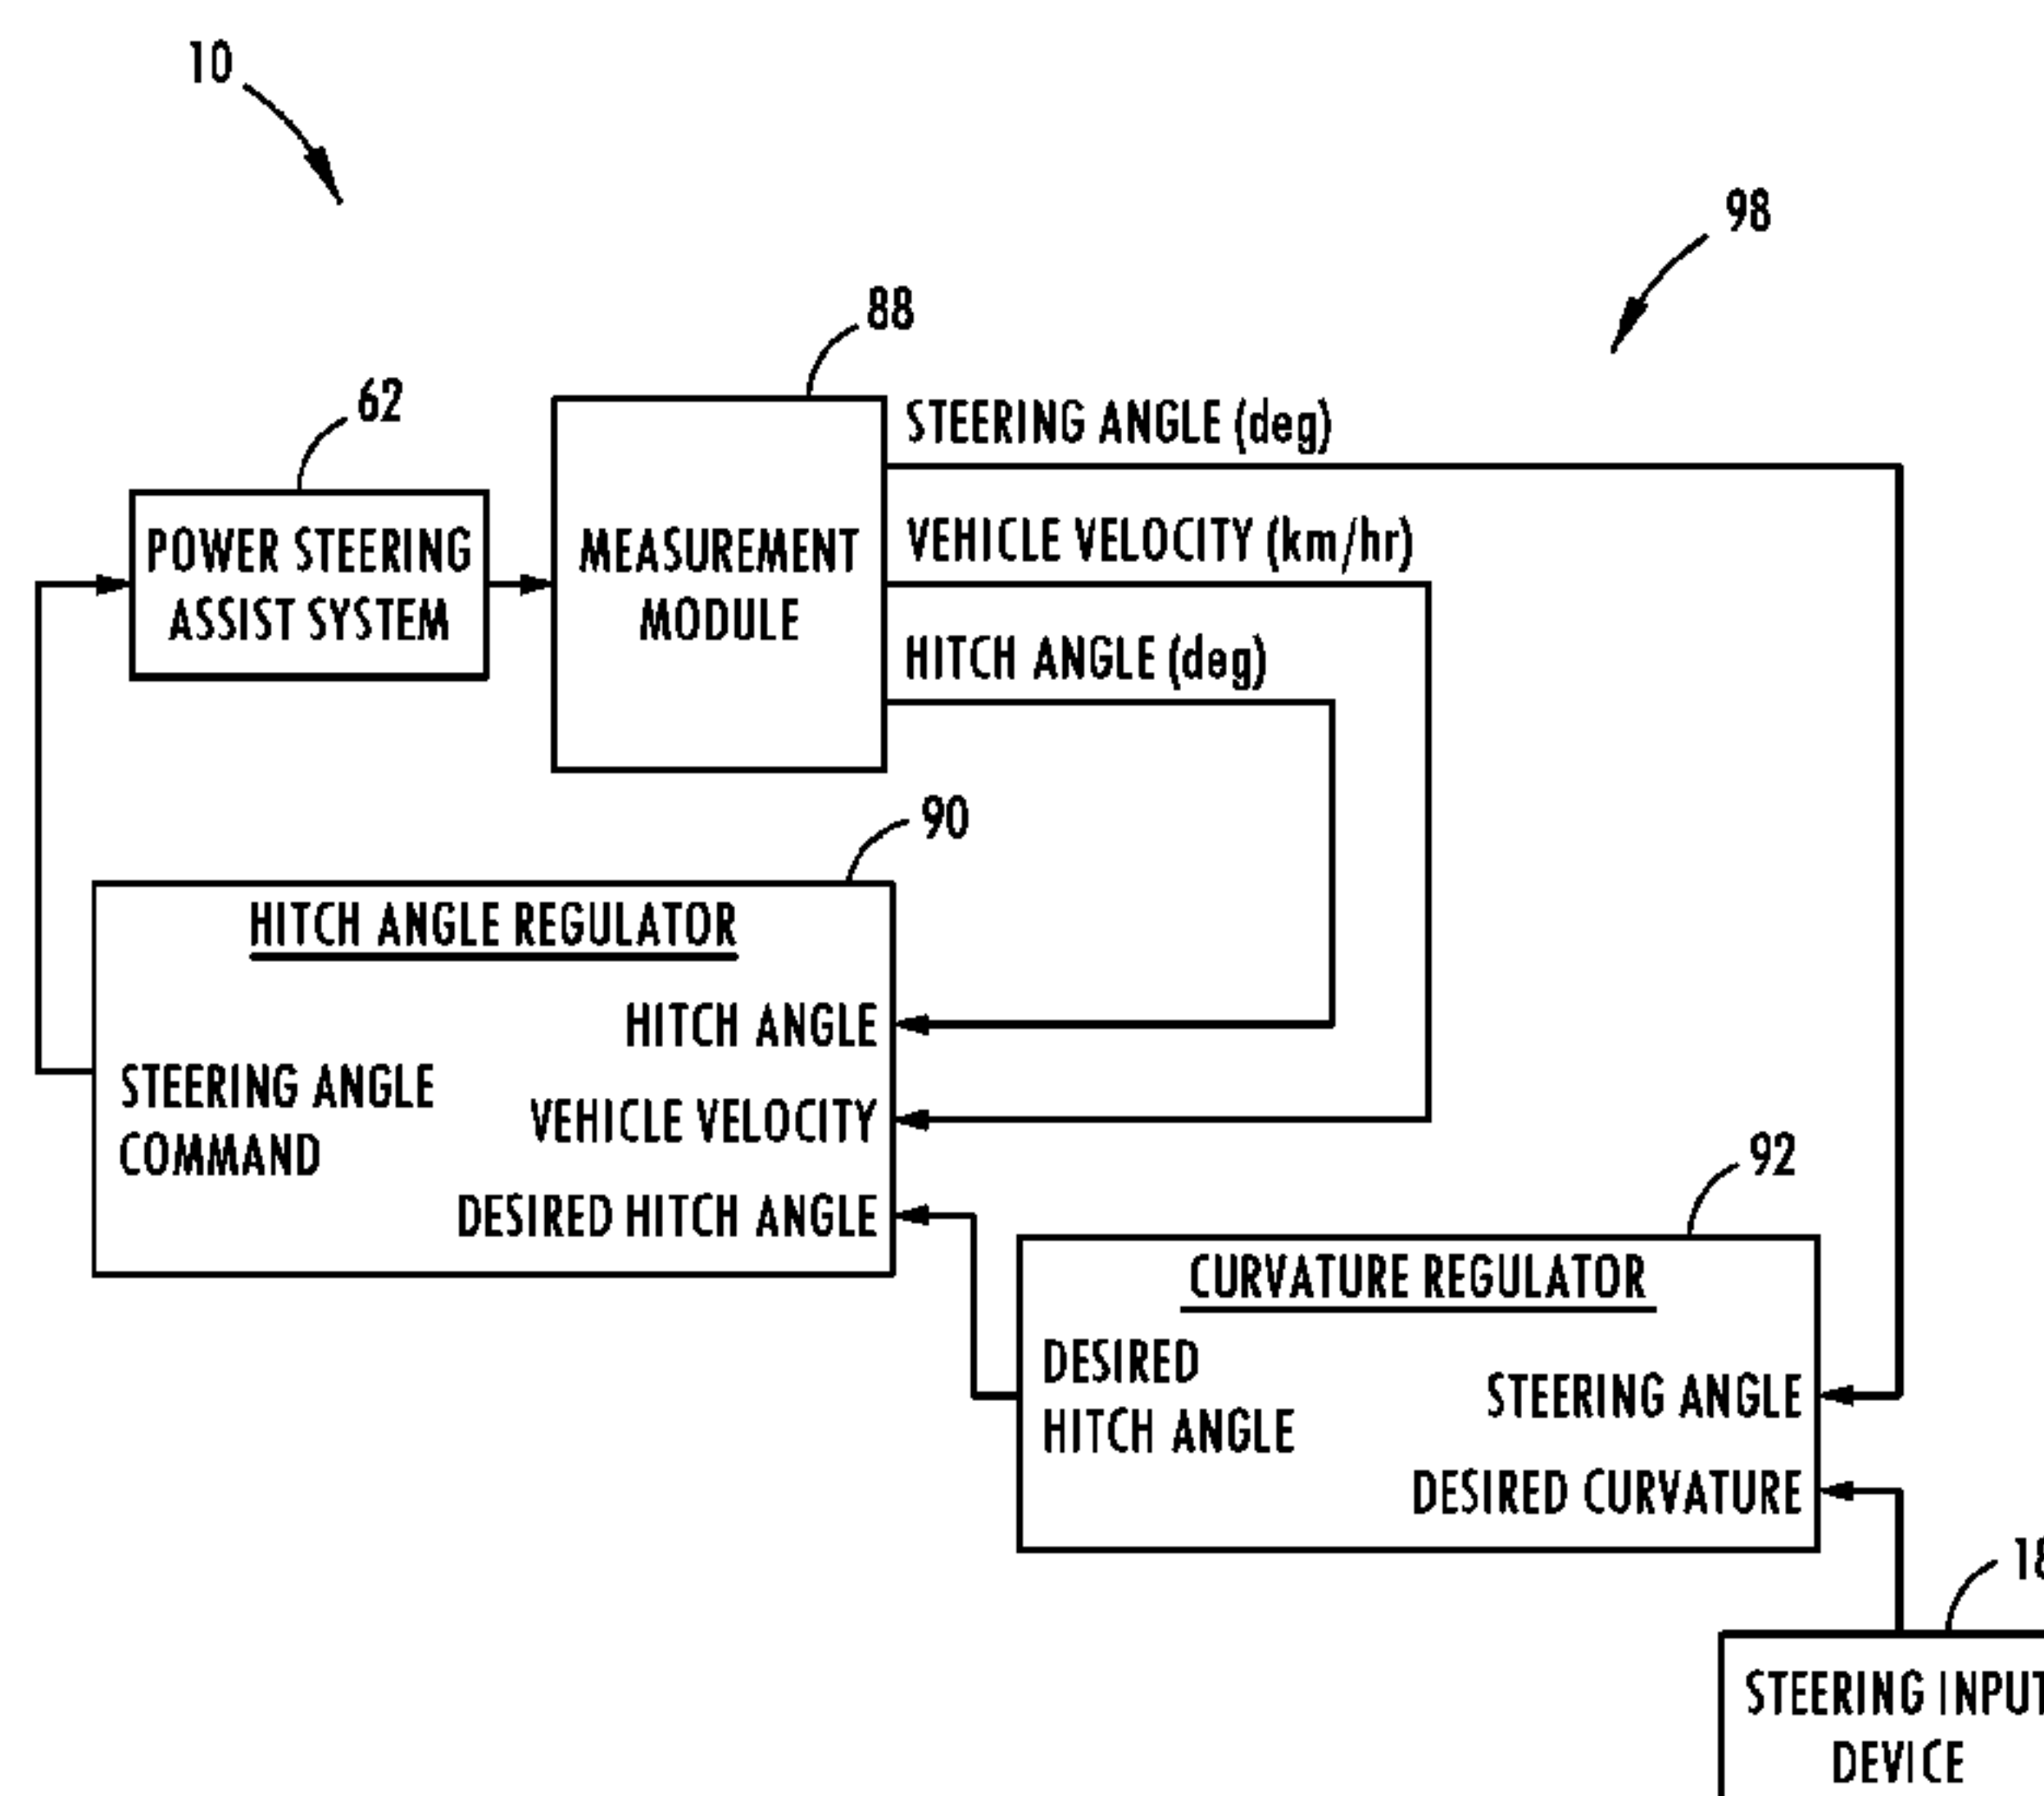 10
98
88
62
STEERING ANGLE (deg)
VEHICLE VELOCITY (km/hr)
HITCH ANGLE (deg)
POWER STEERING
ASSIST SYSTEM
MEASUREMENT
MODULE
90
HITCH ANGLE REGULATOR
HITCH ANGLE
STEERING ANGLE
COMMAND
VEHICLE VELOCITY
DESIRED HITCH ANGLE
92
CURVATURE REGULATOR
DESIRED
HITCH ANGLE
STEERING ANGLE
DESIRED CURVATURE
18
STEERING INPUT
DEVICE